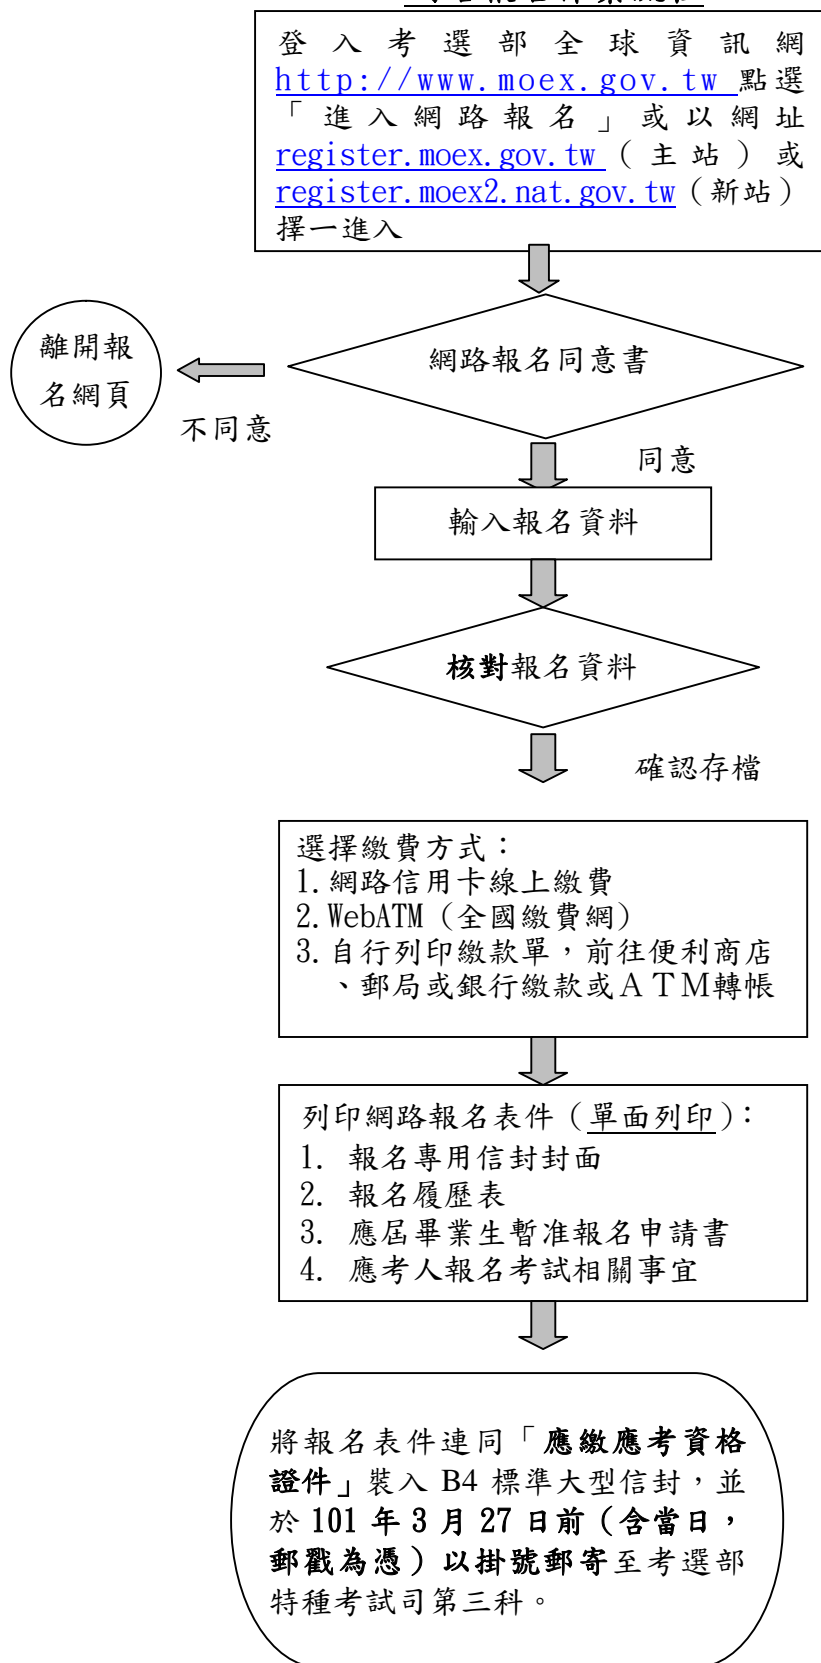 登入考選部全球資訊網
http://www.moex.gov.tw 點選
「進入網路報名」或以網址
register.moex.gov.tw（主站）或
register.moex2.nat.gov.tw（新站）
擇一進入
網路報名同意書
離開報
名網頁
不同意
同意
輸入報名資料
核對報名資料
確認存檔
選擇繳費方式：
1.網路信用卡線上繳費
2.WebATM（全國繳費網）
3.自行列印繳款單，前往便利商店
、郵局或銀行繳款或ＡＴＭ轉帳
列印網路報名表件（單面列印）：
1. 報名專用信封封面
2. 報名履歷表
3. 應屆畢業生暫准報名申請書
4. 應考人報名考試相關事宜
將報名表件連同「應繳應考資格
證件」裝入 B4 標準大型信封，並
於 101 年 3 月 27 日前（含當日，
郵戳為憑）以掛號郵寄至考選部
特種考試司第三科。